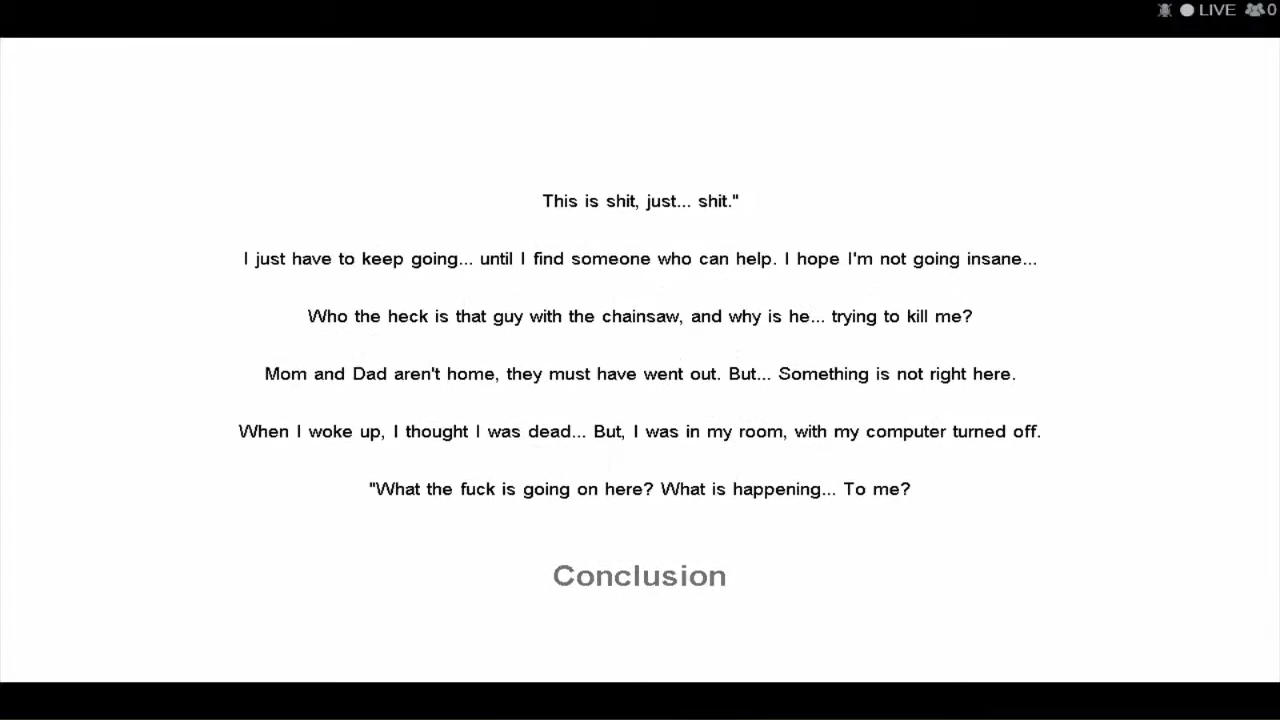 LIVE 0
This is shit, just... shit."
I just have to keep going... until I find someone who can help. I hope I'm not going insane...
Who the heck is that guy with the chainsaw, and why is he... trying to kill me?
Mom and Dad aren't home, they must have went out. But... Something is not right here.
When I woke up, I thought I was dead... But, I was in my room, with my computer turned off.
"What the fuck is going on here? What is happening... To me?
Conclusion